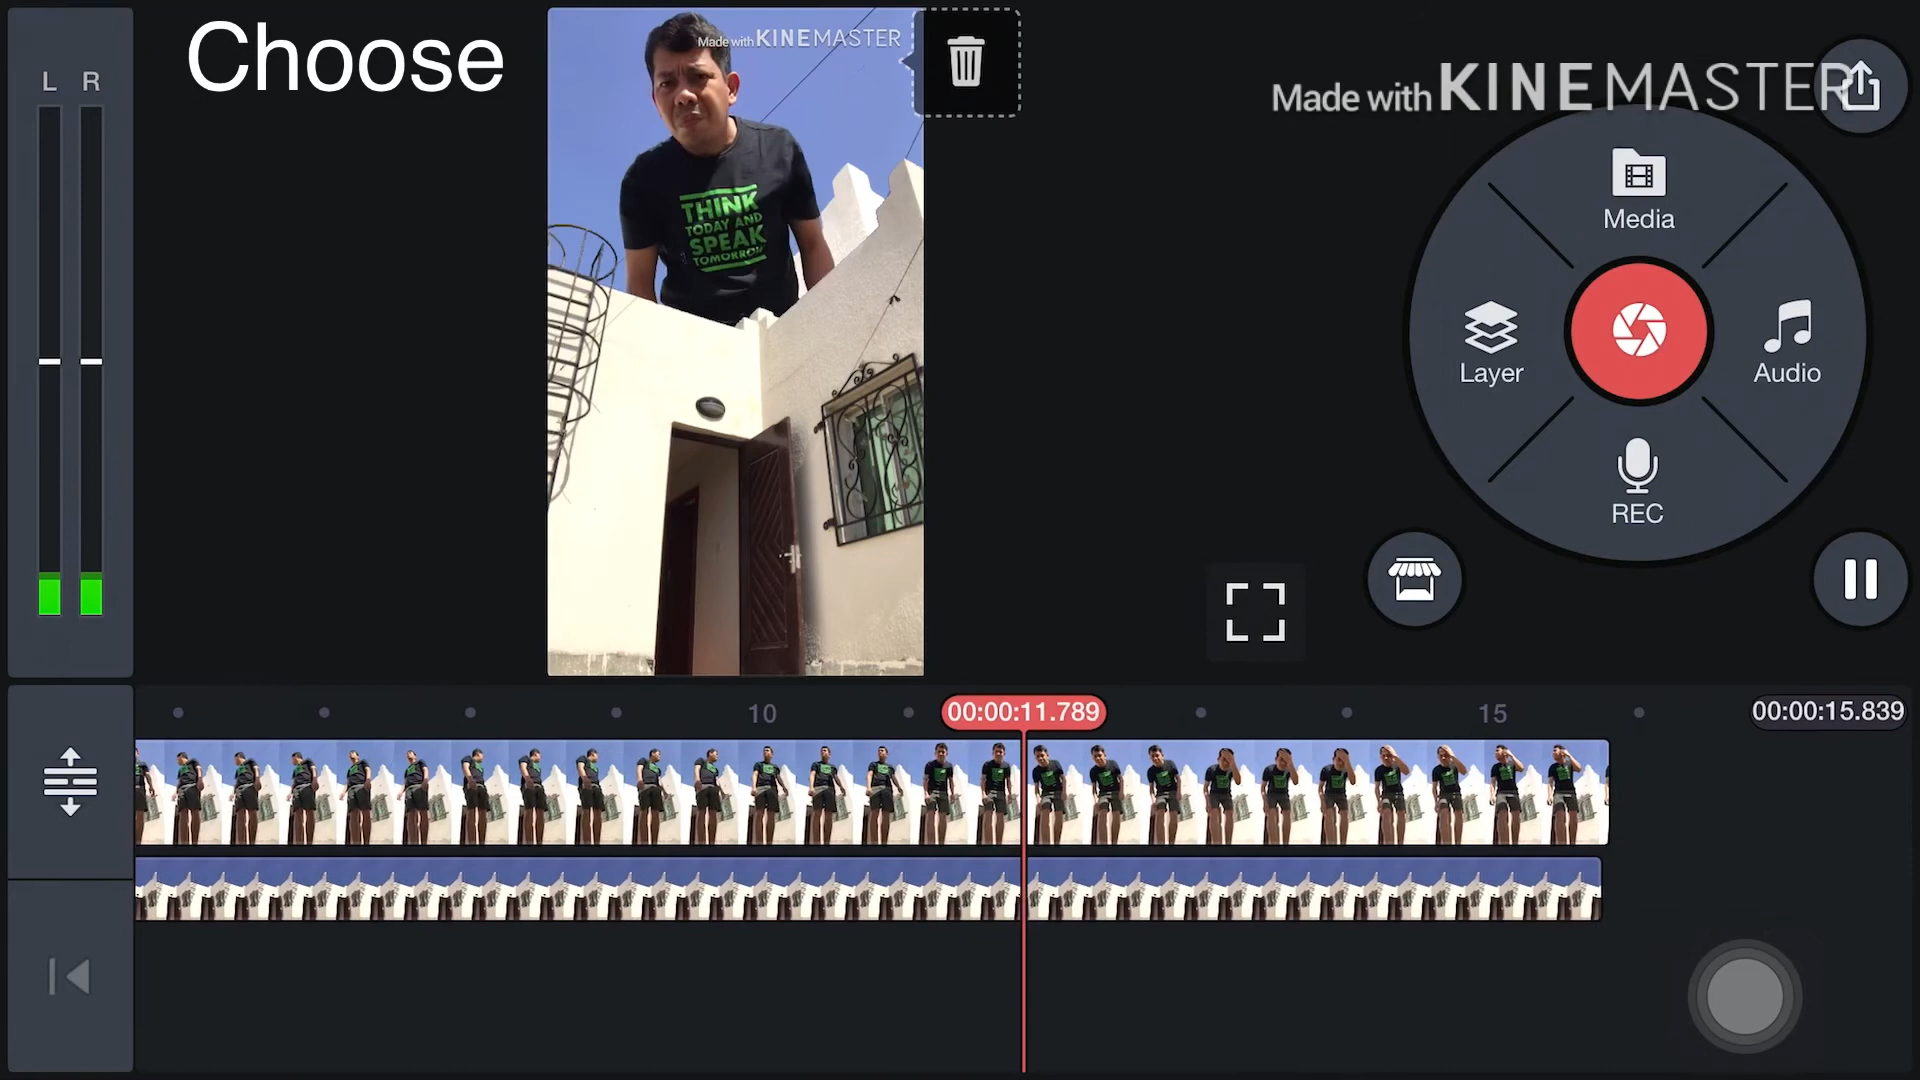 Choose
L R
Made with KINEMASTER
Made with KINEMASTER
THINK
TODAY AND
SPEAK
TOMORROW
Media
Layer
Audio
REC
10
00:00:11.789
15
00:00:15.839